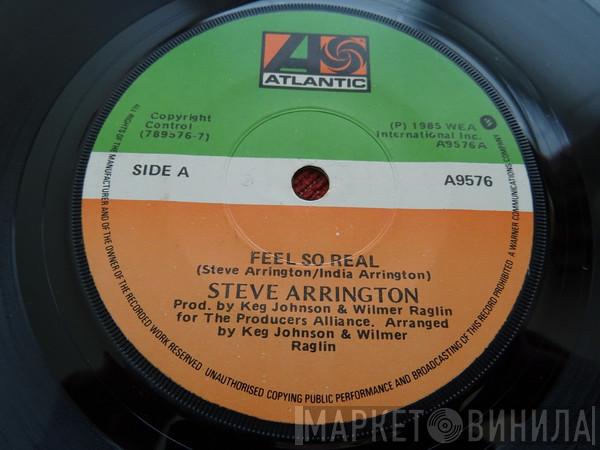 ATLANTIC
Copyright
Control
(789576-7)
(P) 1985 WEA
International Inc.
A9576A
SIDE A
A9576
FEEL SO REAL
(Steve Arrington/India Arrington)
STEVE ARRINGTON
Prod. by Keg Johnson & Wilmer Raglin
for The Producers Alliance. Arranged
by Keg Johnson & Wilmer
Raglin
ALL RIGHTS OF THE MANUFACTURER AND OF THE OWNER OF THE RECORDED WORK RESERVED UNAUTHORISED COPYING PUBLIC PERFORMANCE AND BROADCASTING OF THIS RECORD PROHIBITED A WARNER COMMUNICATIONS COMPANY
МАРКЕТ ВИНИЛА